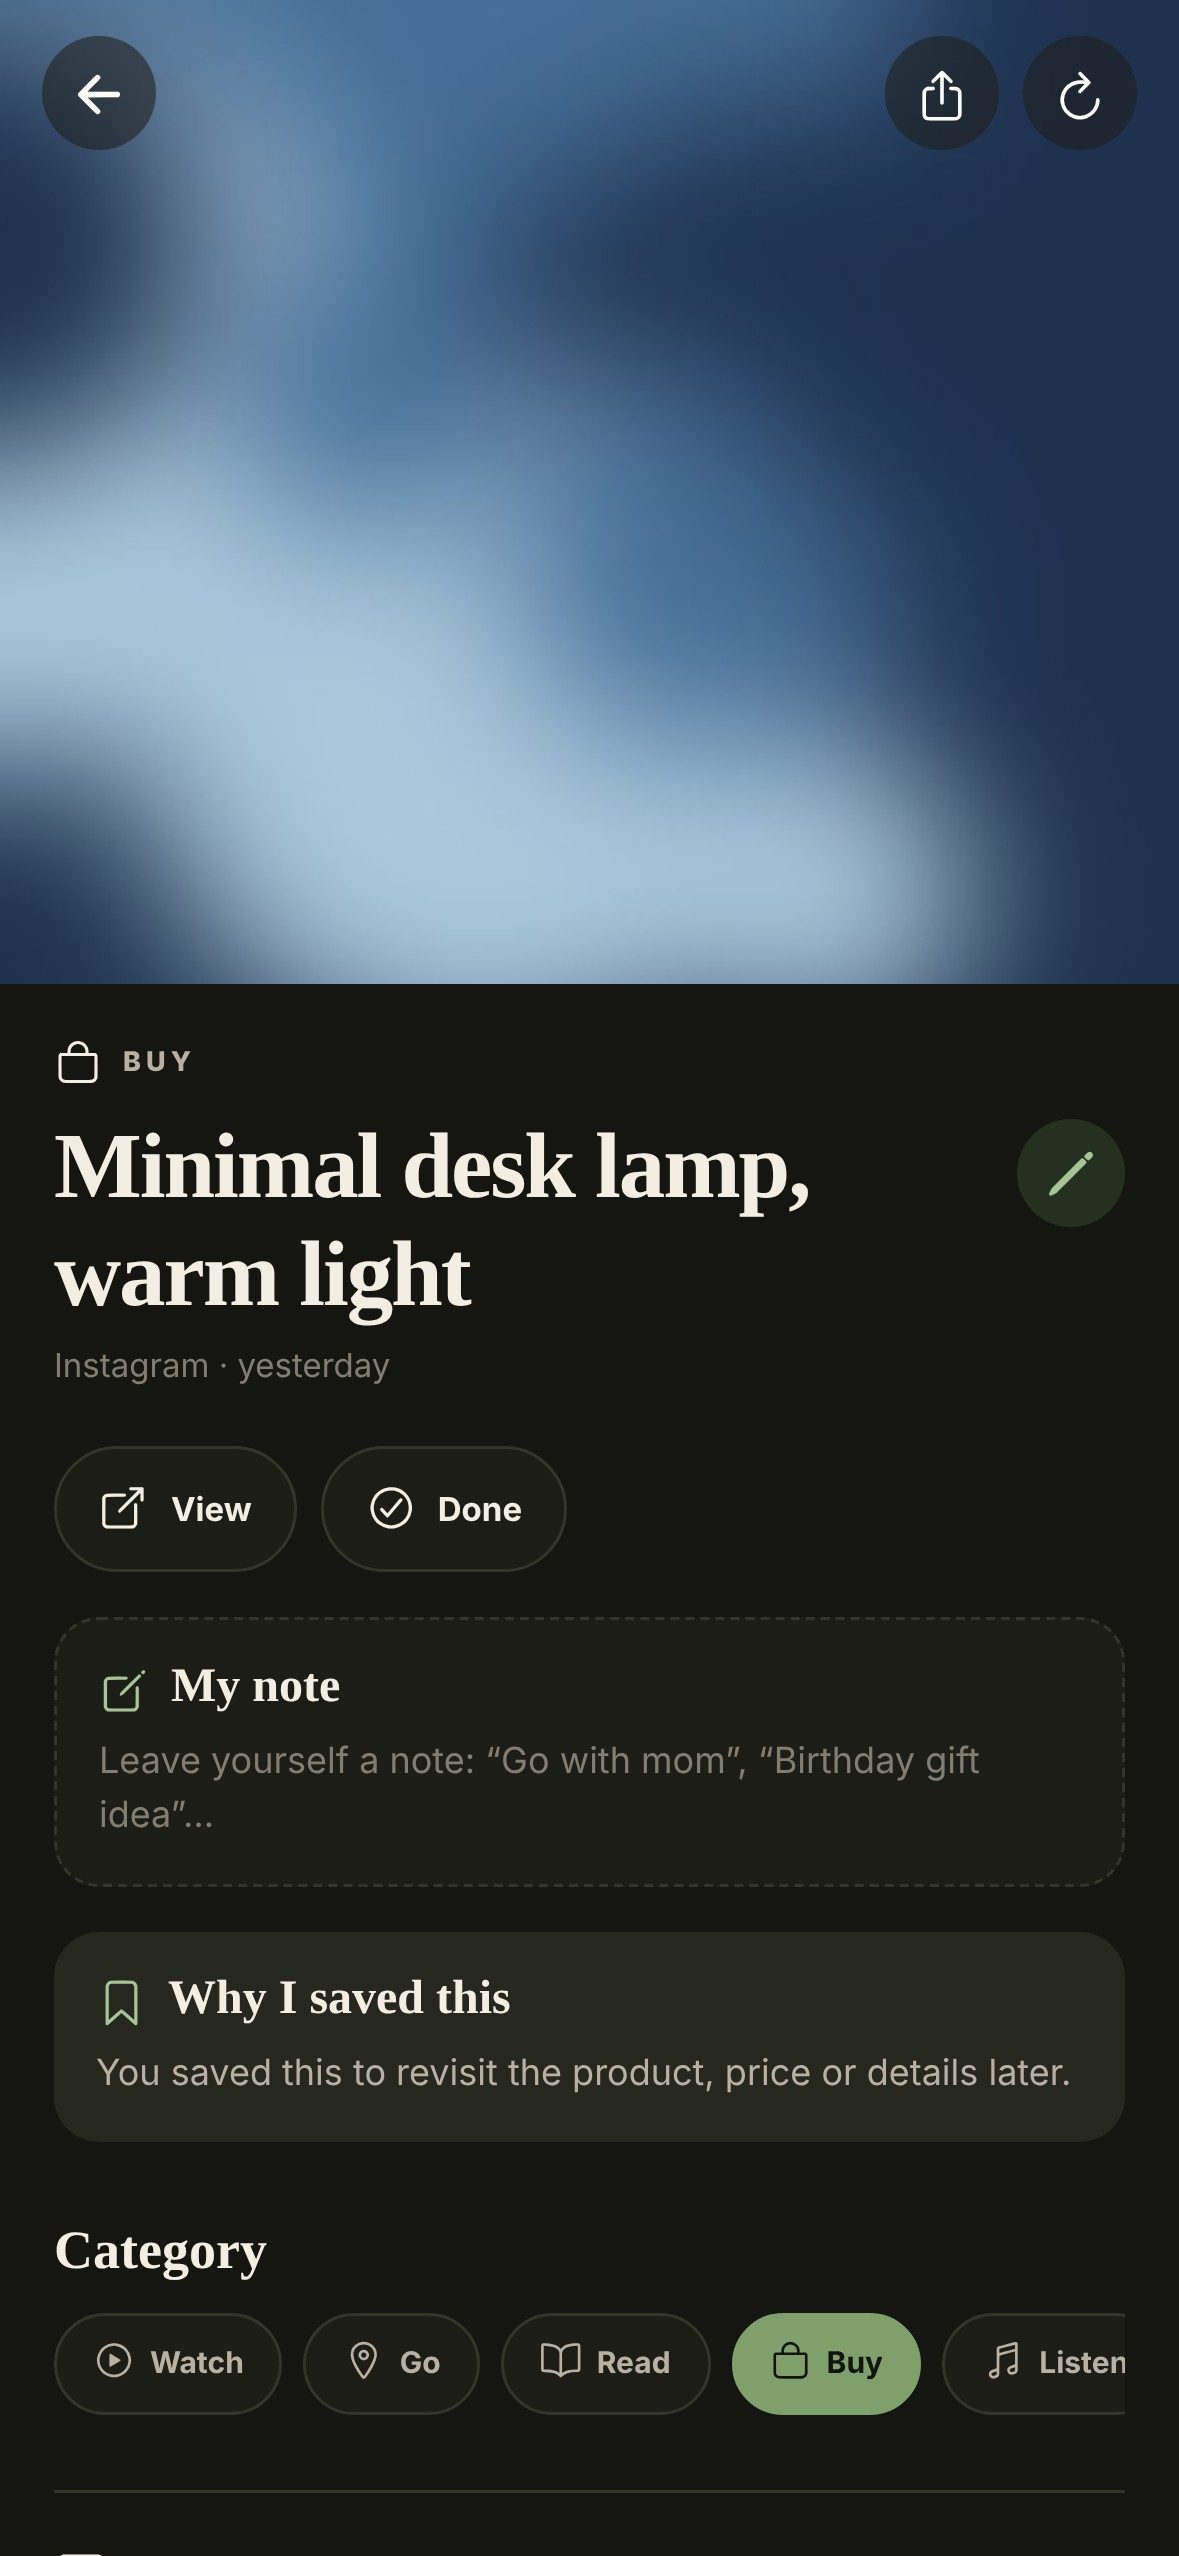 BUY
Minimal desk lamp,
warm light
Instagram · yesterday
View
Done
My note
Leave yourself a note: “Go with mom”, “Birthday gift
idea”...
Why I saved this
You saved this to revisit the product, price or details later.
Category
Watch
Go
Read
Buy
Listen